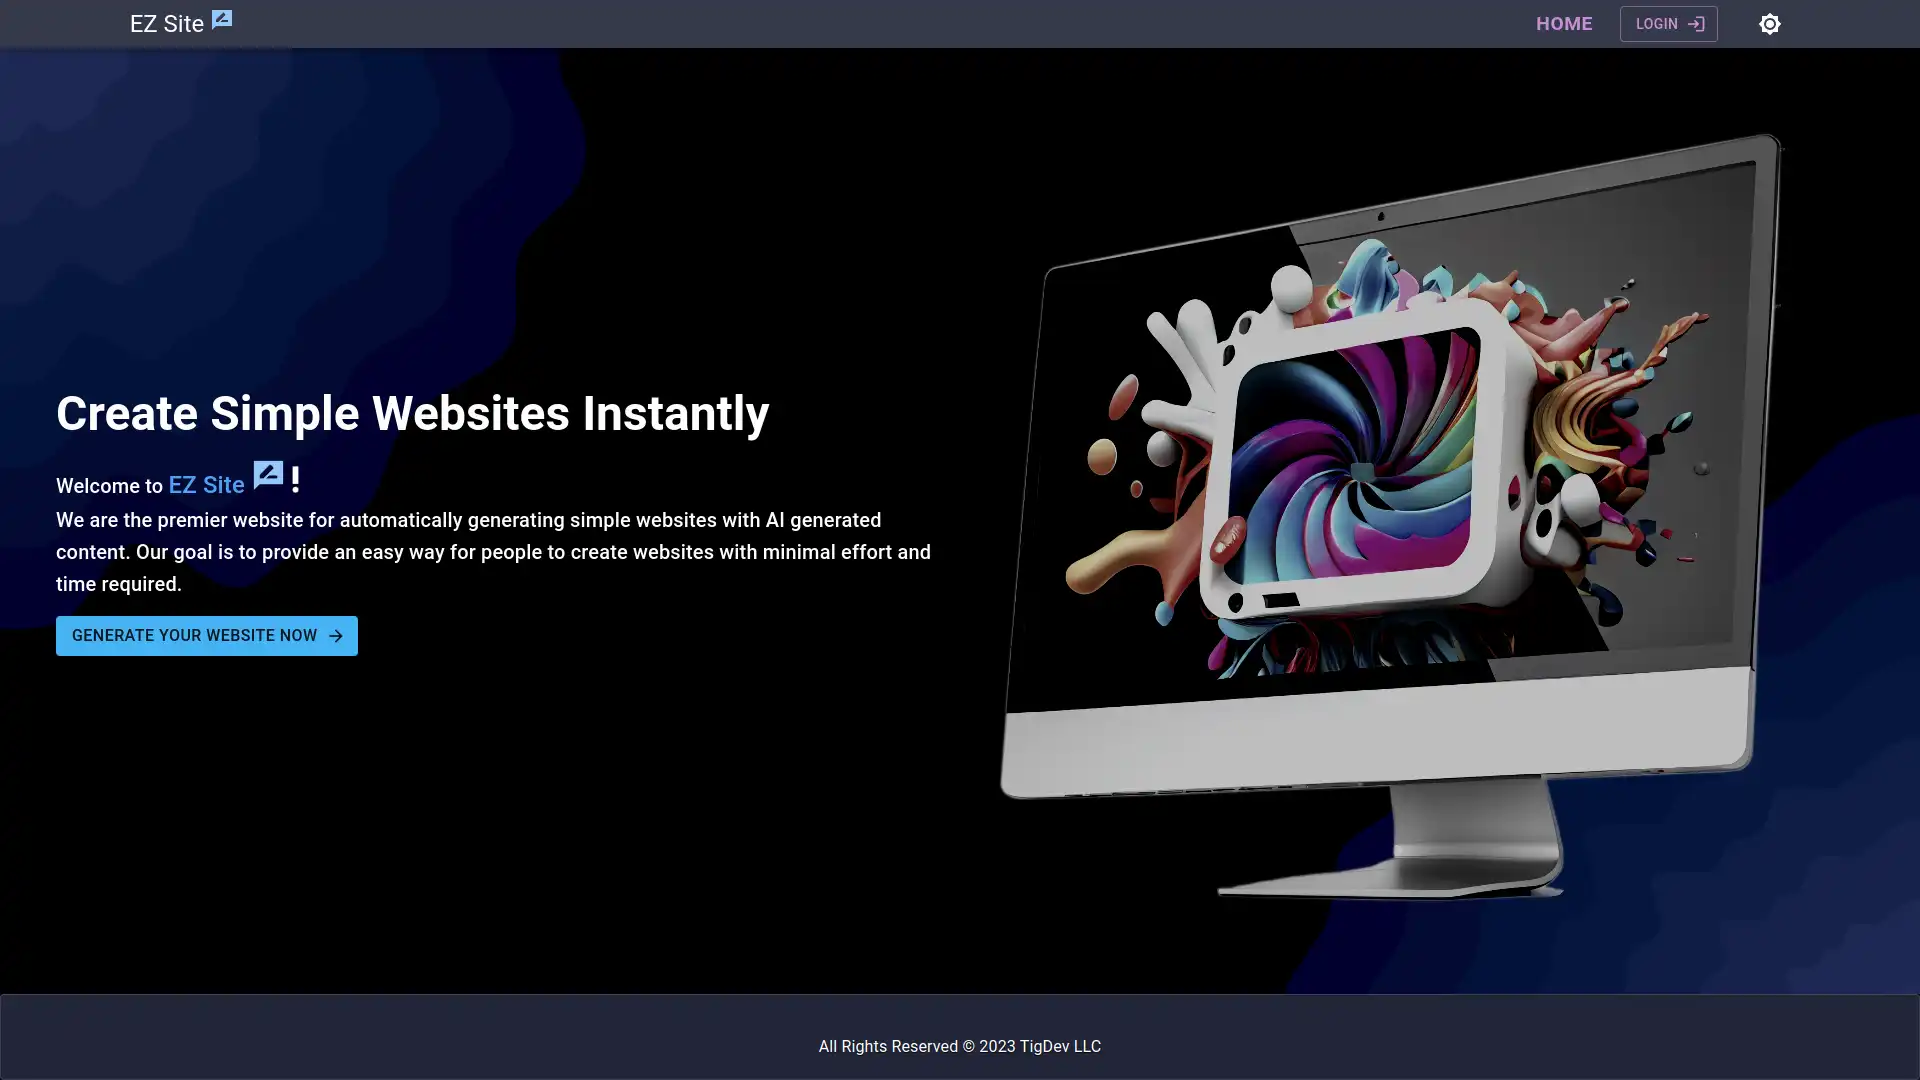 EZ Site
HOME
LOGIN
Create Simple Websites Instantly
Welcome to EZ Site !
We are the premier website for automatically generating simple websites with AI generated
content. Our goal is to provide an easy way for people to create websites with minimal effort and
time required.
GENERATE YOUR WEBSITE NOW
All Rights Reserved © 2023 TigDev LLC